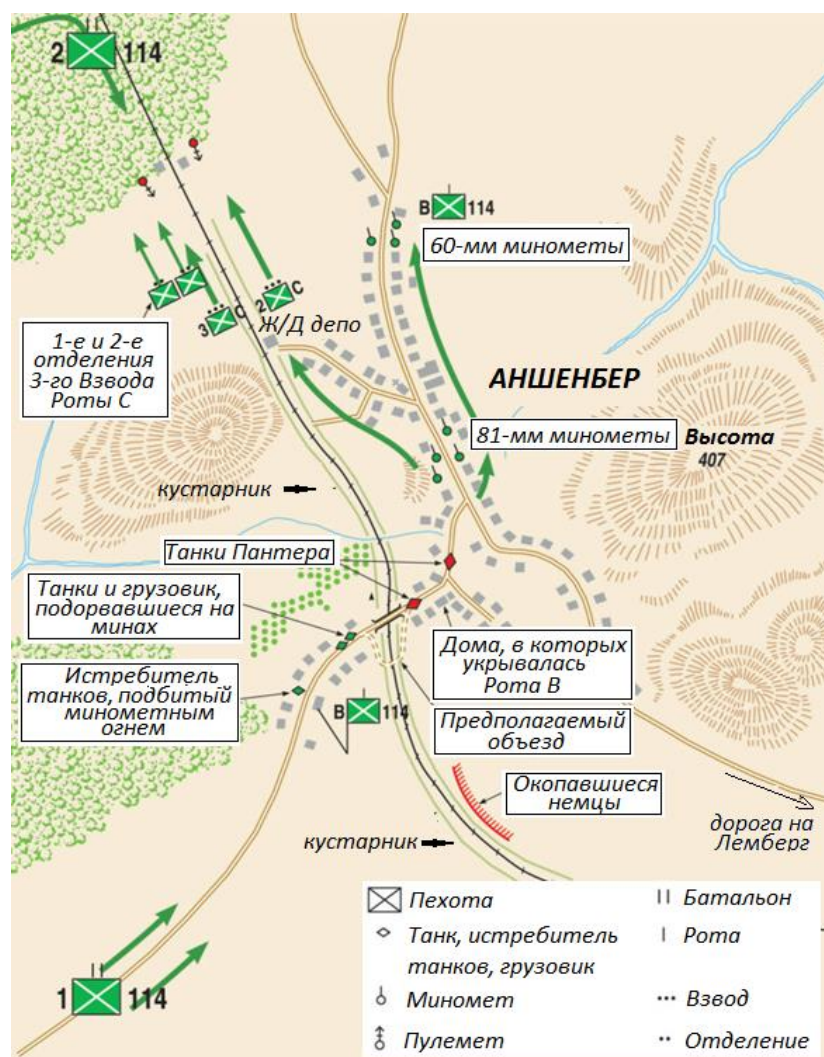 2 114
B 114
60-мм минометы
3 C
2 C
Ж/Д депо
1-е и 2-е
отделения
3-го Взвода
Роты С
АНШЕНБЕР
81-мм минометы
Высота
407
кустарник
Танки Пантера
Танки и грузовик,
подорвавшиеся на
минах
Дома, в которых
укрывалась
Рота В
Истребитель
танков, подбитый
минометным
огнем
B 114
Предполагаемый
объезд
Окопавшиеся
немцы
дорога на
Лемберг
кустарник
1 114
Пехота
Танк, истребитель
танков, грузовик
Миномет
Пулемет
Батальон
Рота
Взвод
Отделение